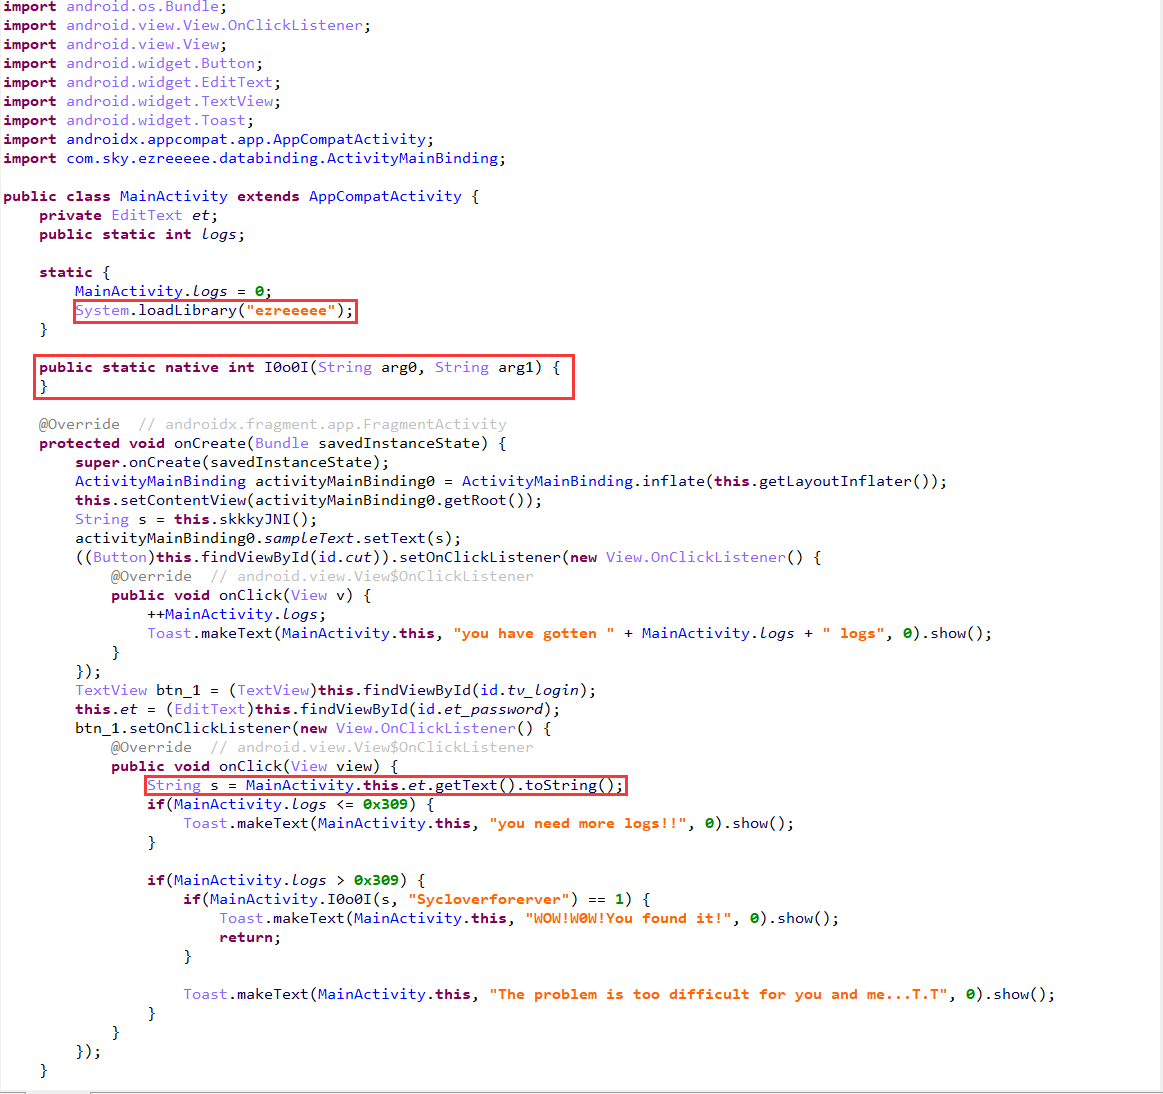 import android.os.Bundle;
import android.view.View.OnClickListener;
import android.view.View;
import android.widget.Button;
import android.widget.EditText;
import android.widget.TextView;
import android.widget.Toast;
import androidx.appcompat.app.AppCompatActivity;
import com.sky.ezreeeee.databinding.ActivityMainBinding;

public class MainActivity extends AppCompatActivity {
    private EditText et;
    public static int logs;

    static {
        MainActivity.logs = 0;
        System.loadLibrary("ezreeeee");
    }

    public static native int I0o0I(String arg0, String arg1) {
    }

    @Override  // androidx.fragment.app.FragmentActivity
    protected void onCreate(Bundle savedInstanceState) {
        super.onCreate(savedInstanceState);
        ActivityMainBinding activityMainBinding0 = ActivityMainBinding.inflate(this.getLayoutInflater());
        this.setContentView(activityMainBinding0.getRoot());
        String s = this.skkkyJNI();
        activityMainBinding0.sampleText.setText(s);
        ((Button)this.findViewById(id.cut)).setOnClickListener(new View.OnClickListener() {
            @Override  // android.view.View$OnClickListener
            public void onClick(View v) {
                ++MainActivity.logs;
                Toast.makeText(MainActivity.this, "you have gotten " + MainActivity.logs + " logs", 0).show();
            }
        });
        TextView btn_1 = (TextView)this.findViewById(id.tv_login);
        this.et = (EditText)this.findViewById(id.et_password);
        btn_1.setOnClickListener(new View.OnClickListener() {
            @Override  // android.view.View$OnClickListener
            public void onClick(View view) {
                String s = MainActivity.this.et.getText().toString();
                if(MainActivity.logs <= 0x309) {
                    Toast.makeText(MainActivity.this, "you need more logs!!", 0).show();
                }

                if(MainActivity.logs > 0x309) {
                    if(MainActivity.I0o0I(s, "Sycloverforerver") == 1) {
                        Toast.makeText(MainActivity.this, "WOW!W0W!You found it!", 0).show();
                        return;
                    }

                    Toast.makeText(MainActivity.this, "The problem is too difficult for you and me...T.T", 0).show();
                }
            }
        });
    }